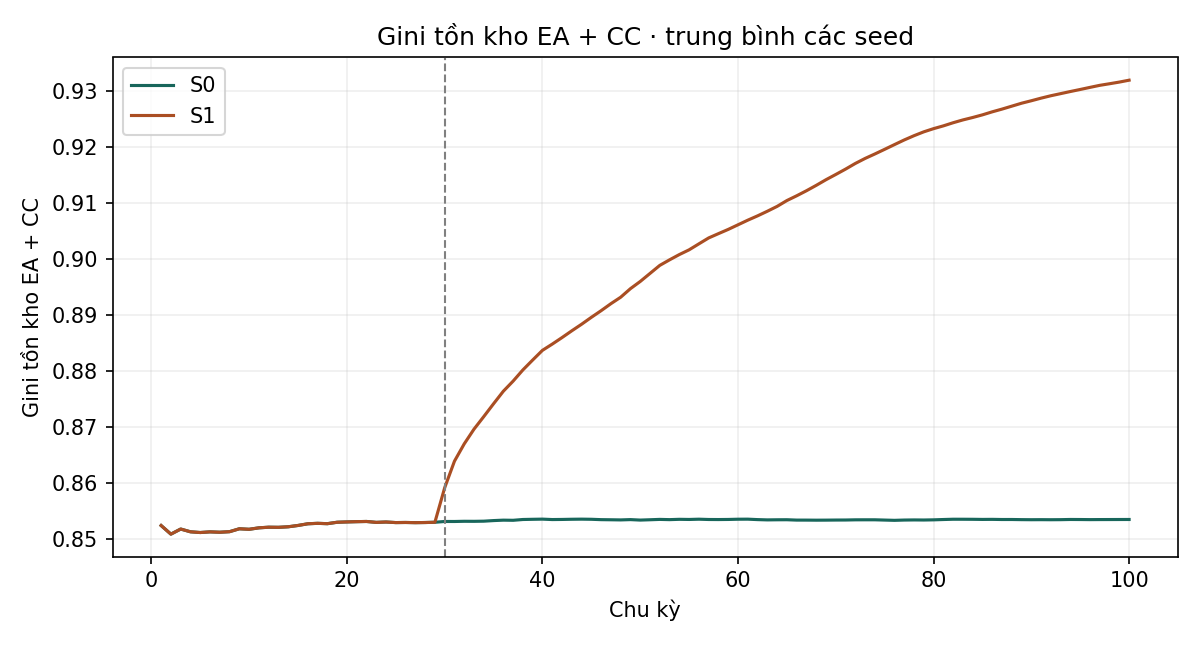 Gini tồn kho EA + CC · trung bình các seed
S0
S1
Gini tồn kho EA + CC
0.93
0.92
0.91
0.90
0.89
0.88
0.87
0.86
0.85
0 20 40 60 80 100
Chu kỳ